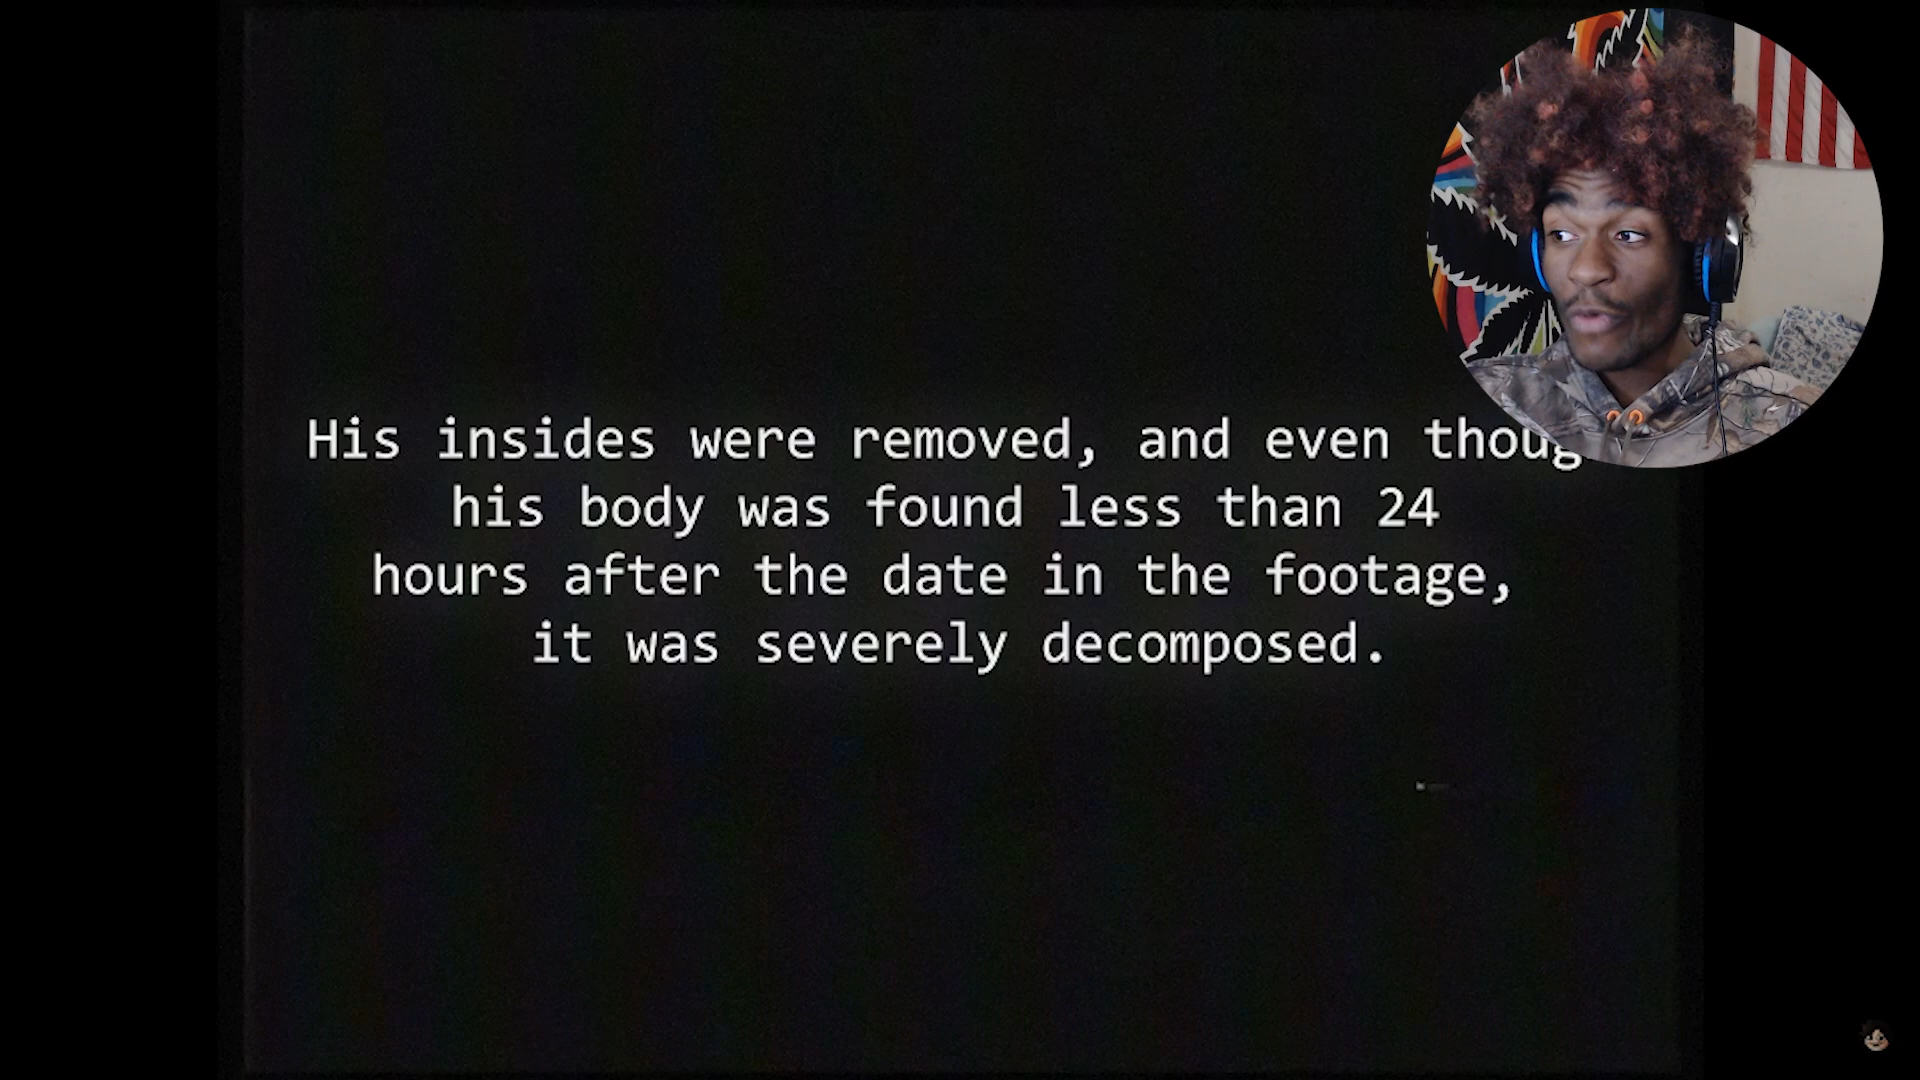 His insides were removed, and even
his body was found less than 24
hours after the date in the footage,
it was severely decomposed.